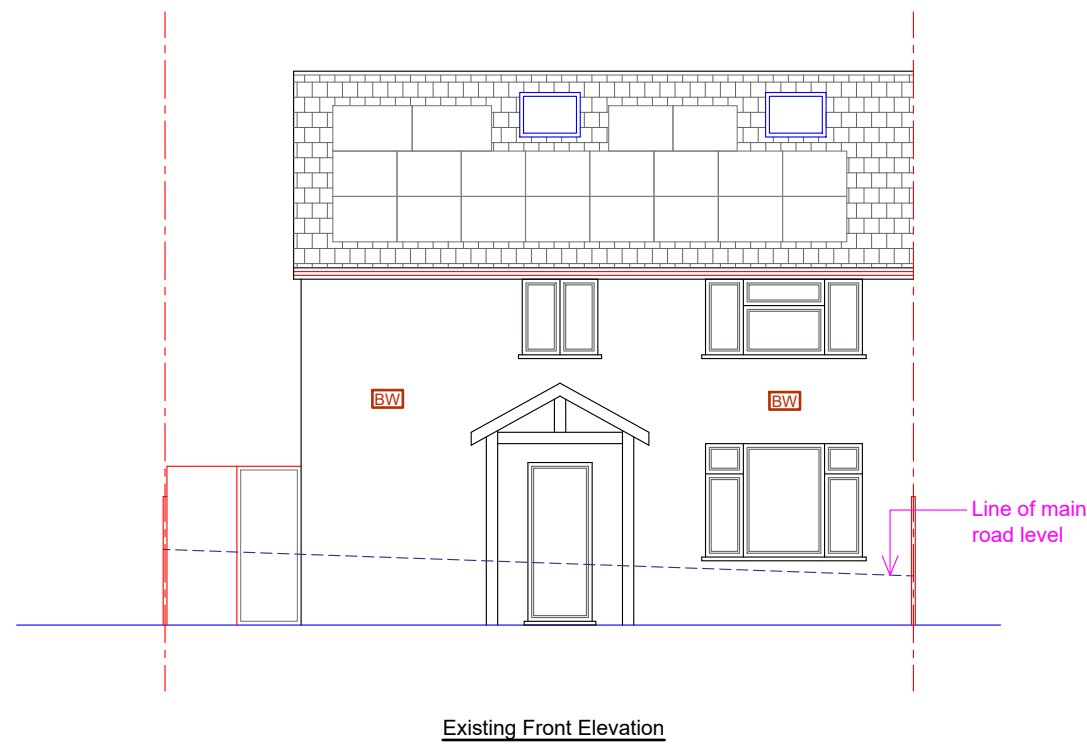 BW
BW
Line of main
road level
Existing Front Elevation